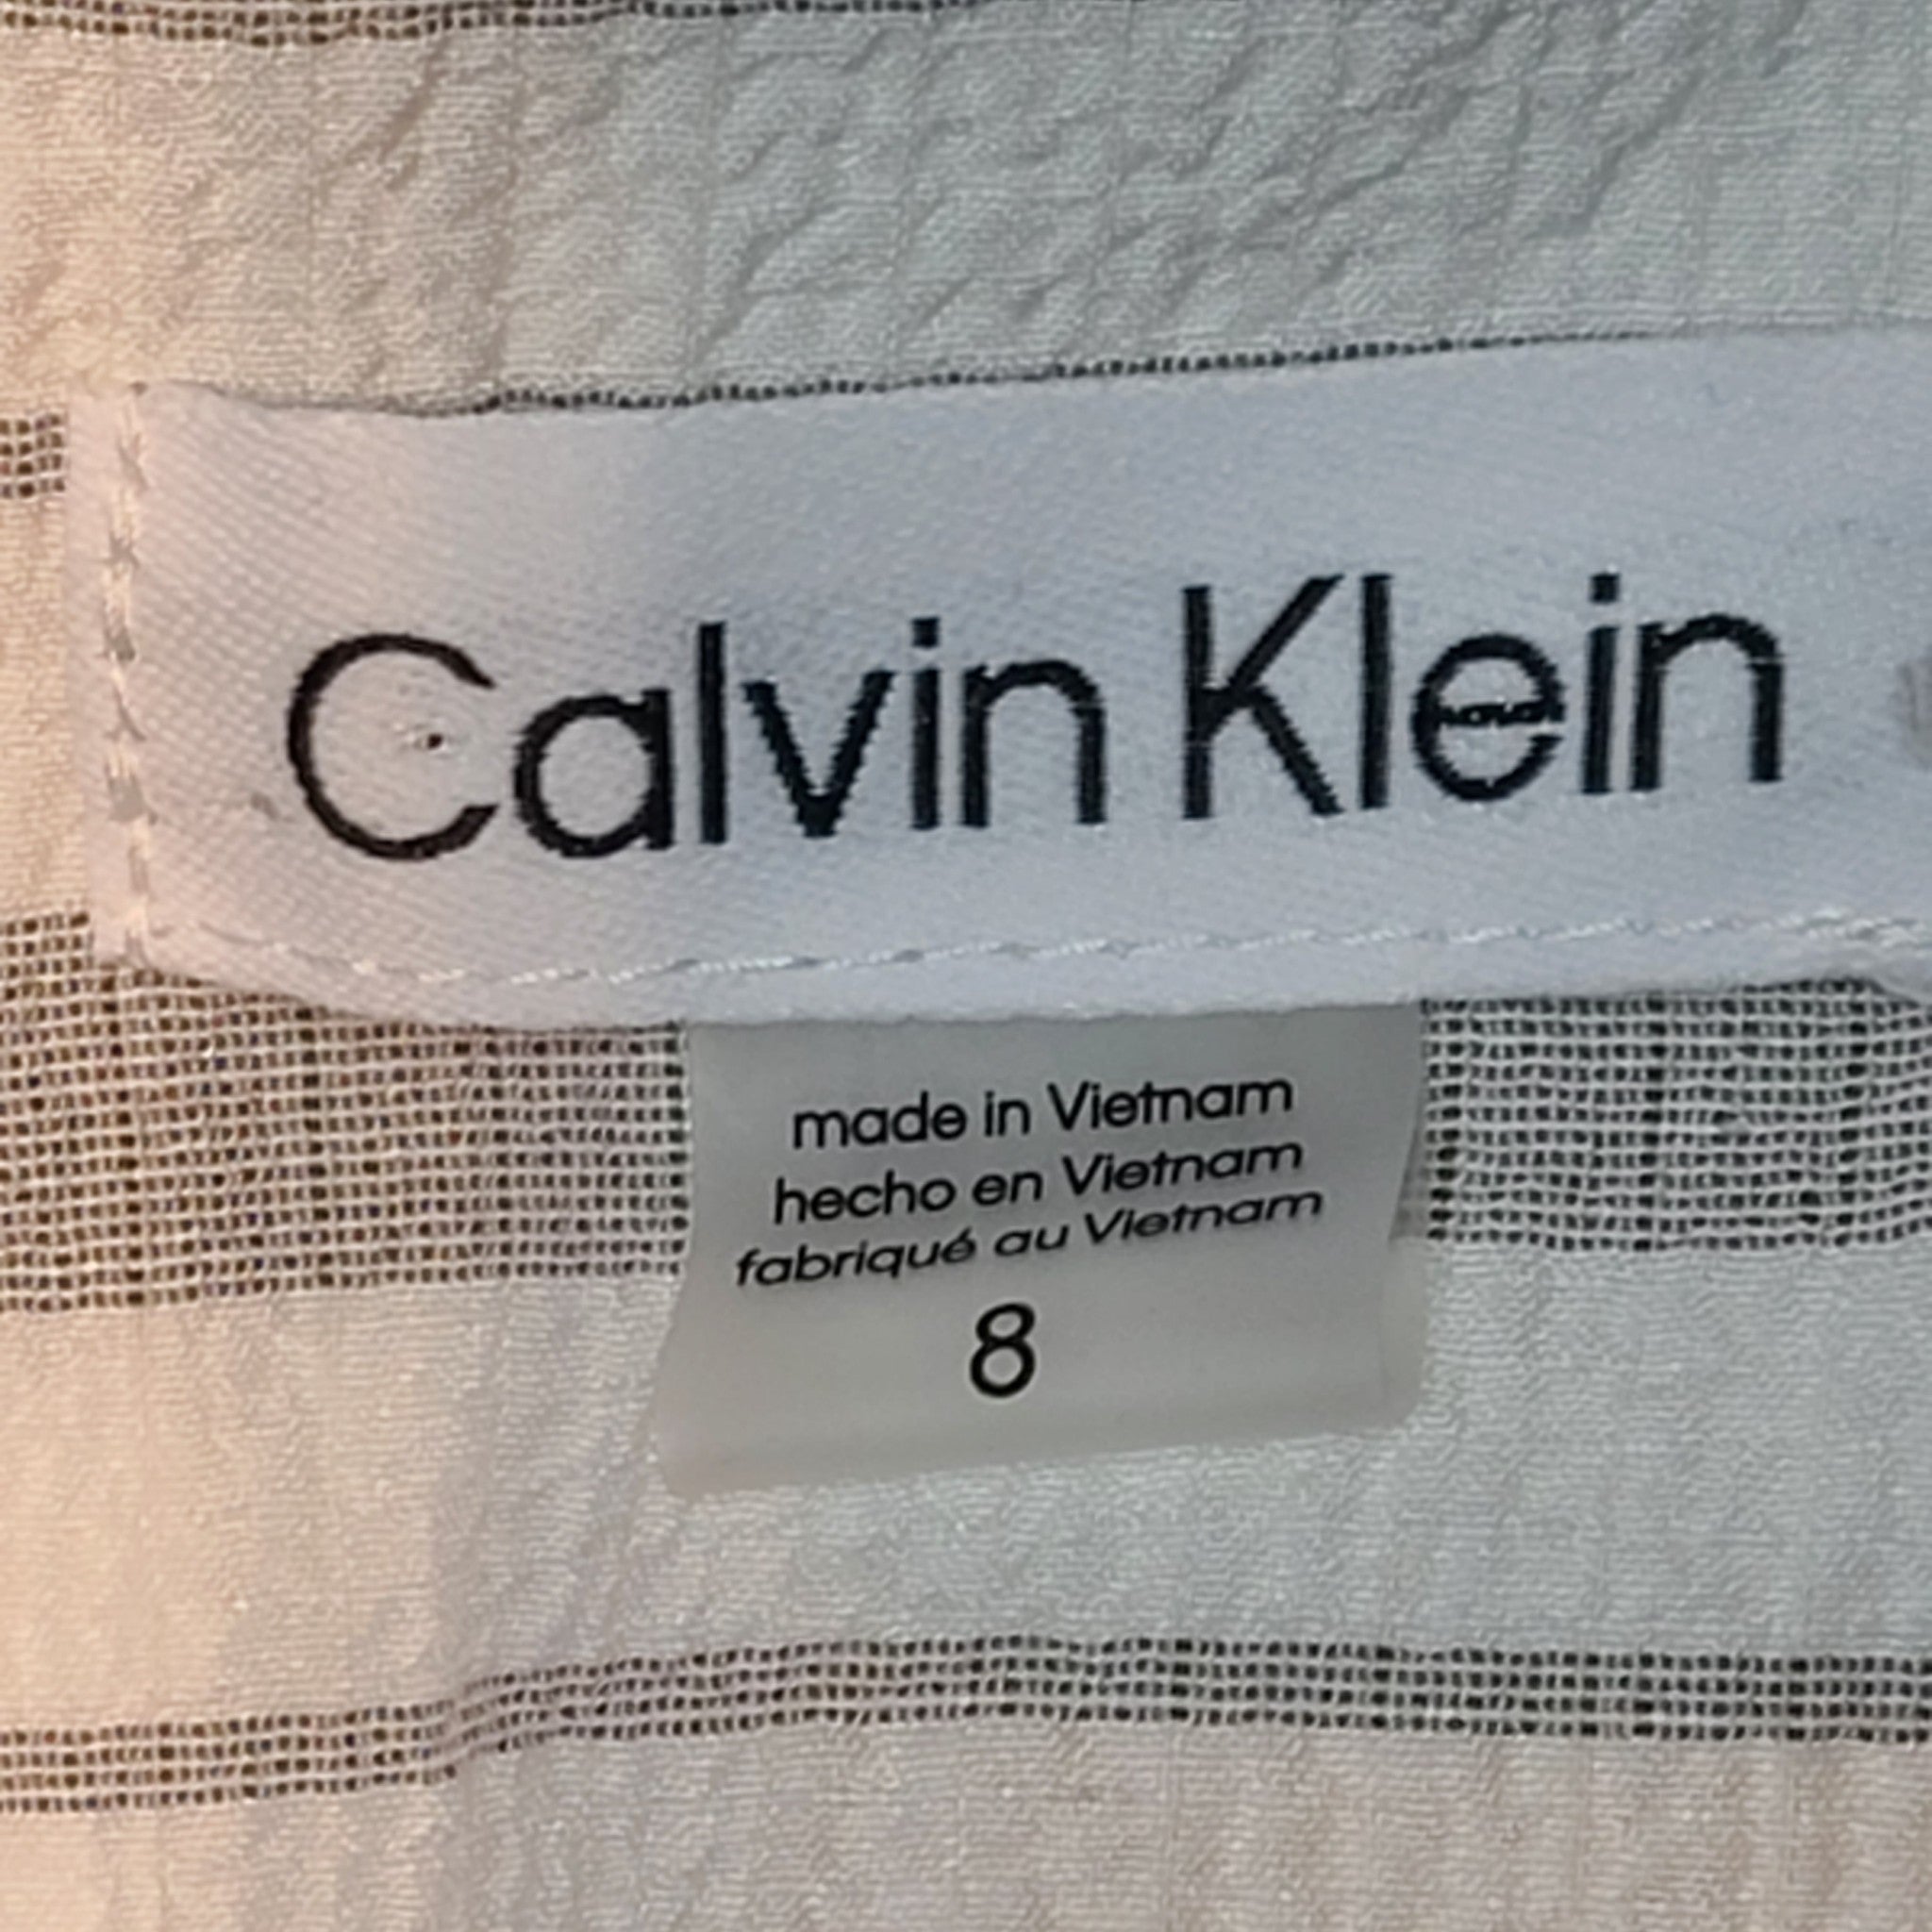 Calvin Klein
made in Vietnam
hecho en Vietnam
fabriqué au Vietnam
8